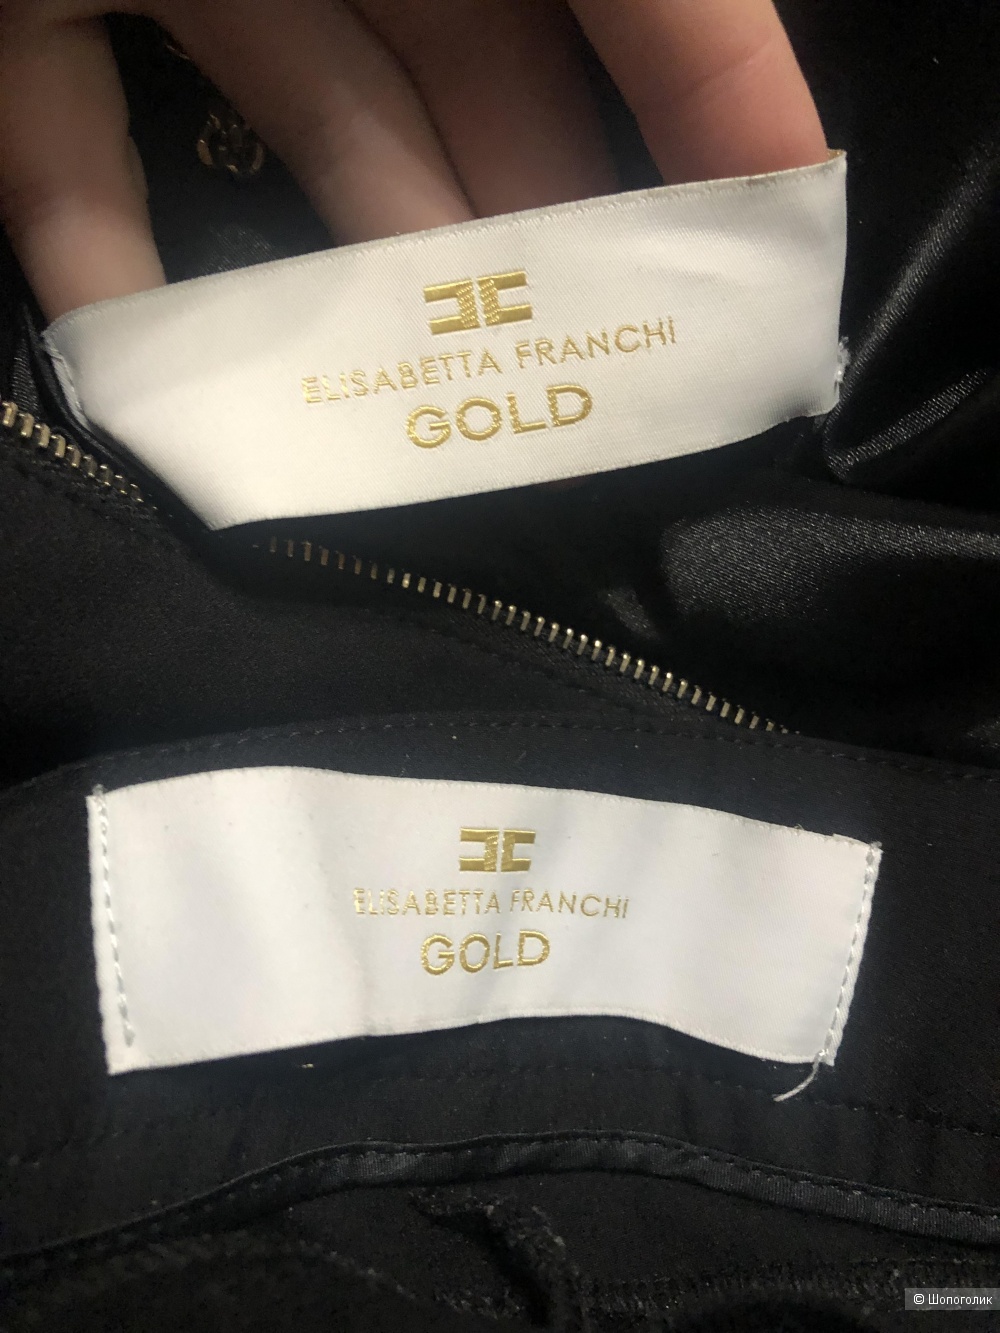 ELISABETTA FRANCHI
GOLD
ELISABETTA FRANCHI
GOLD
© Шопоголик